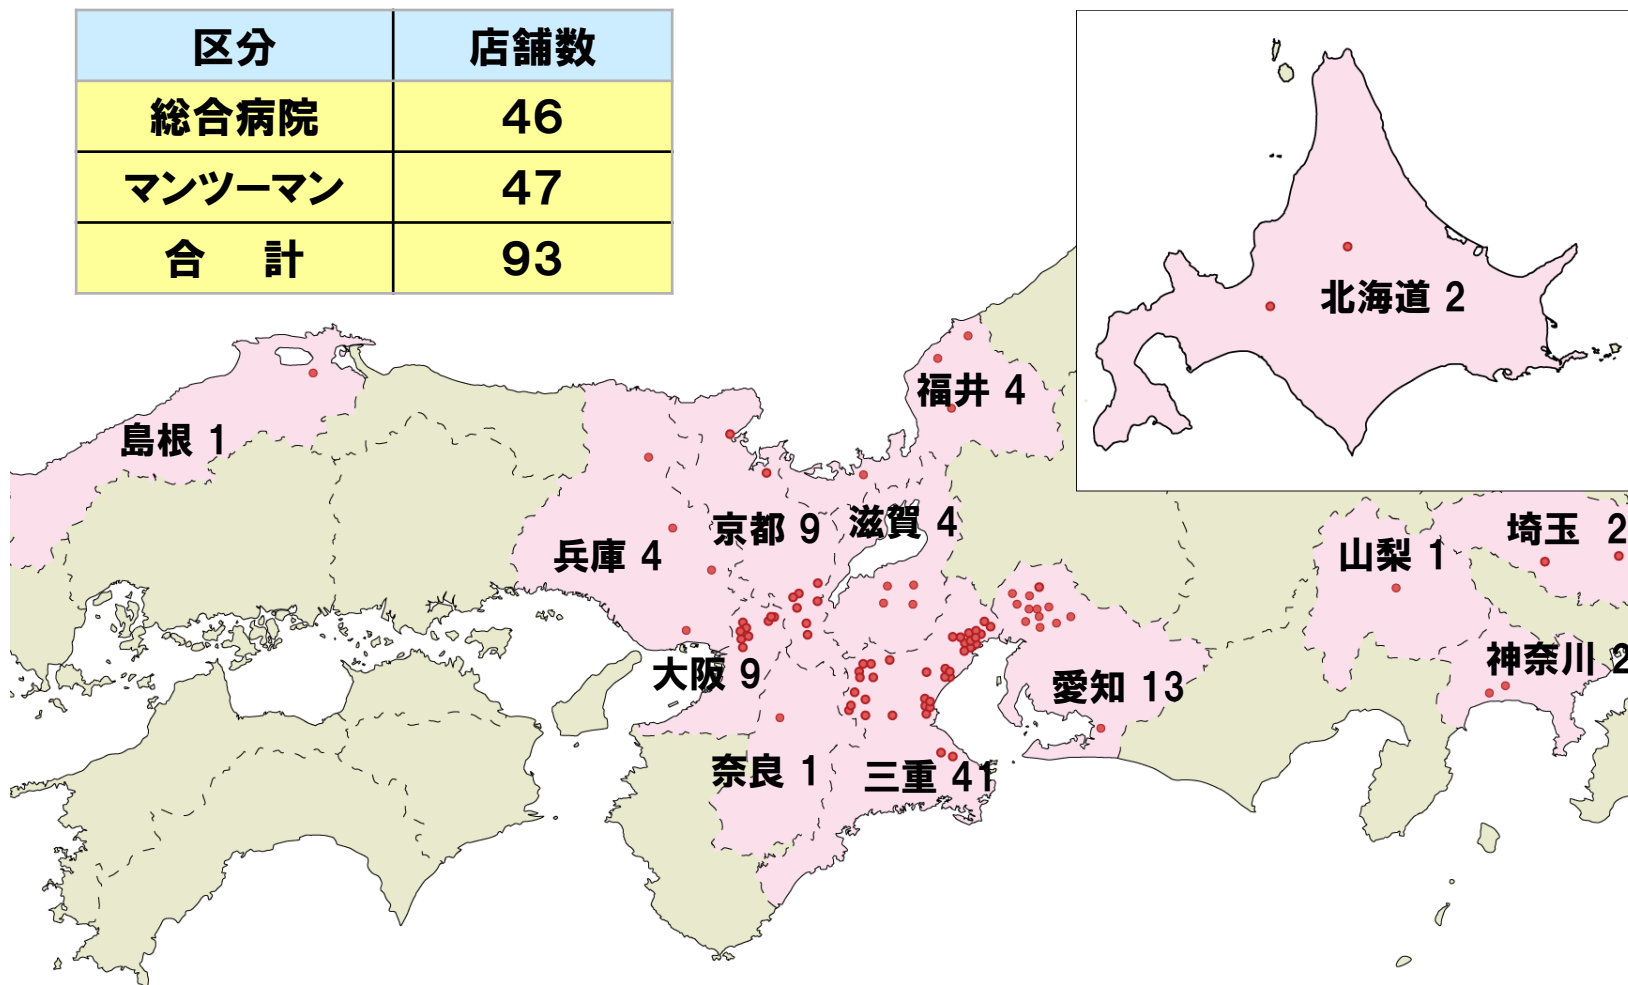 区分 店舗数
総合病院 46
マンツーマン 47
合 計 93
北海道 2
福井 4
島根 1
京都 9
滋賀 4
兵庫 4
山梨 1
埼玉 2
大阪 9
愛知 13
神奈川 2
奈良 1
三重 41